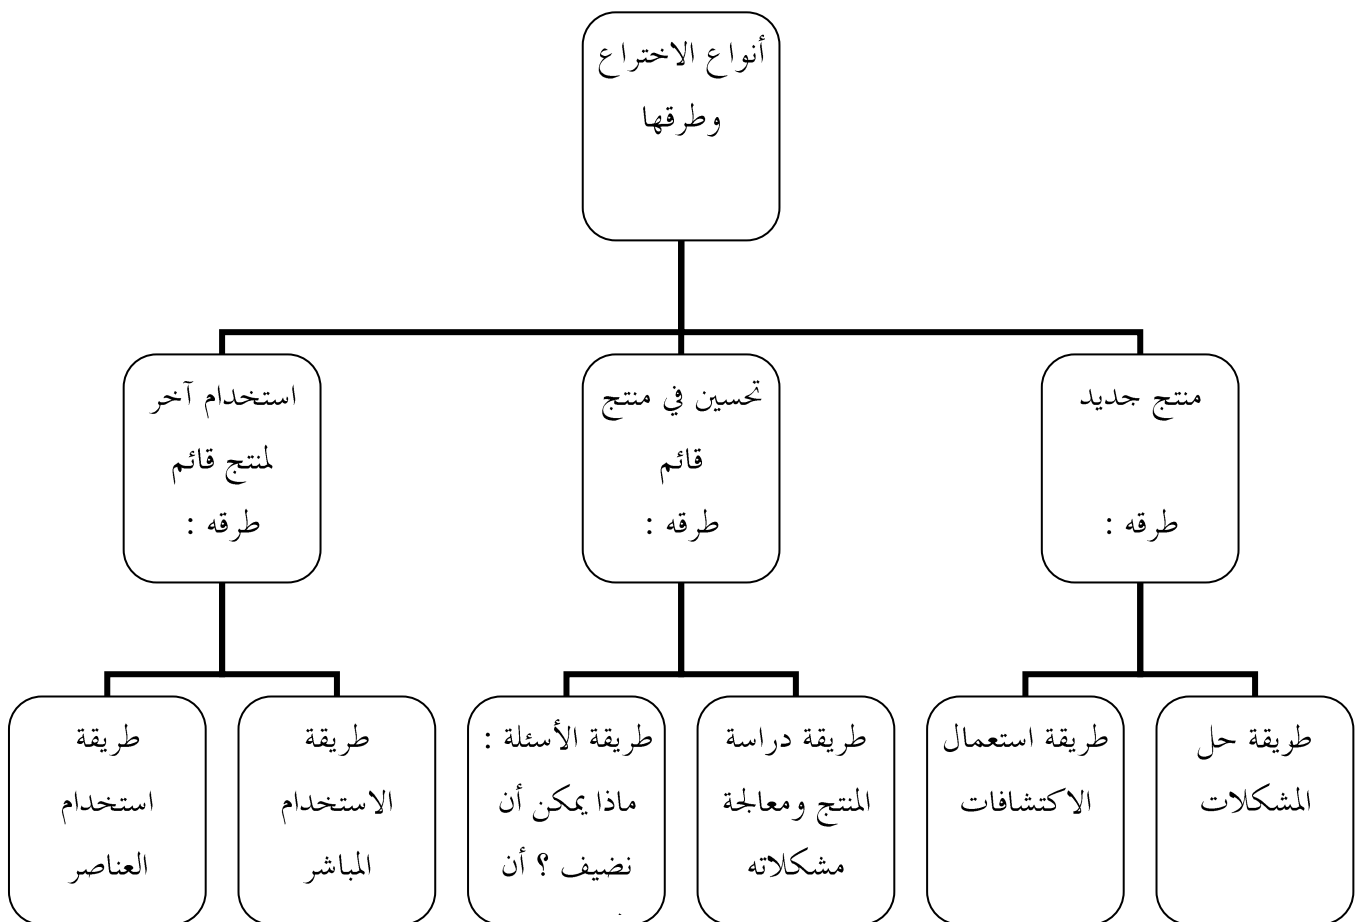 أنواع الاختراع
وطرقها
منتج جديد
طرقه :
تحسين في منتج
قائم
طرقه :
استخدام آخر
لمنتج قائم
طرقه :
طويقة حل
المشكلات
طريقة استعمال
الاكتشافات
طريقة دراسة
المنتج ومعالجة
مشكلاته
طريقة الأسئلة :
ماذا يمكن أن
نضيف ؟ أن
طريقة
الاستخدام
المباشر
طريقة
استخدام
العناصر